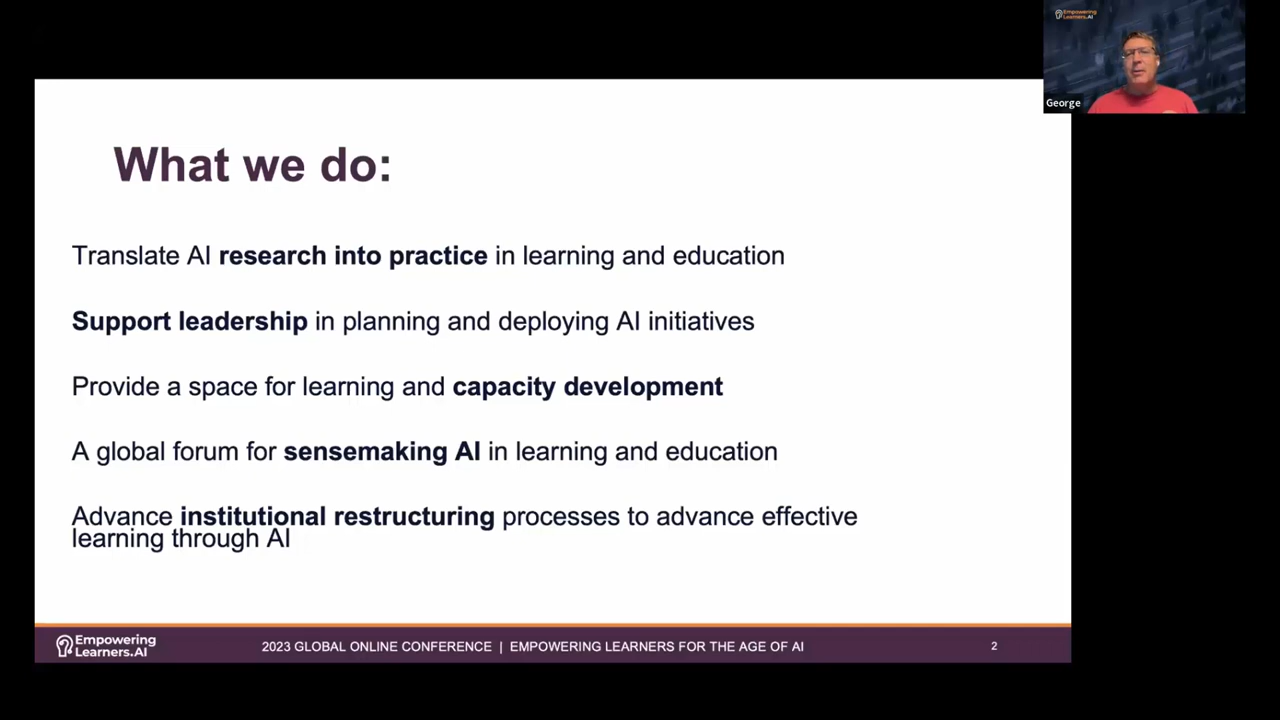 Empowering
Learners.AI
George
What we do:
Translate AI research into practice in learning and education
Support leadership in planning and deploying AI initiatives
Provide a space for learning and capacity development
A global forum for sensemaking AI in learning and education
Advance institutional restructuring processes to advance effective
learning through AI
Empowering
Learners.AI
2023 GLOBAL ONLINE CONFERENCE | EMPOWERING LEARNERS FOR THE AGE OF AI
2